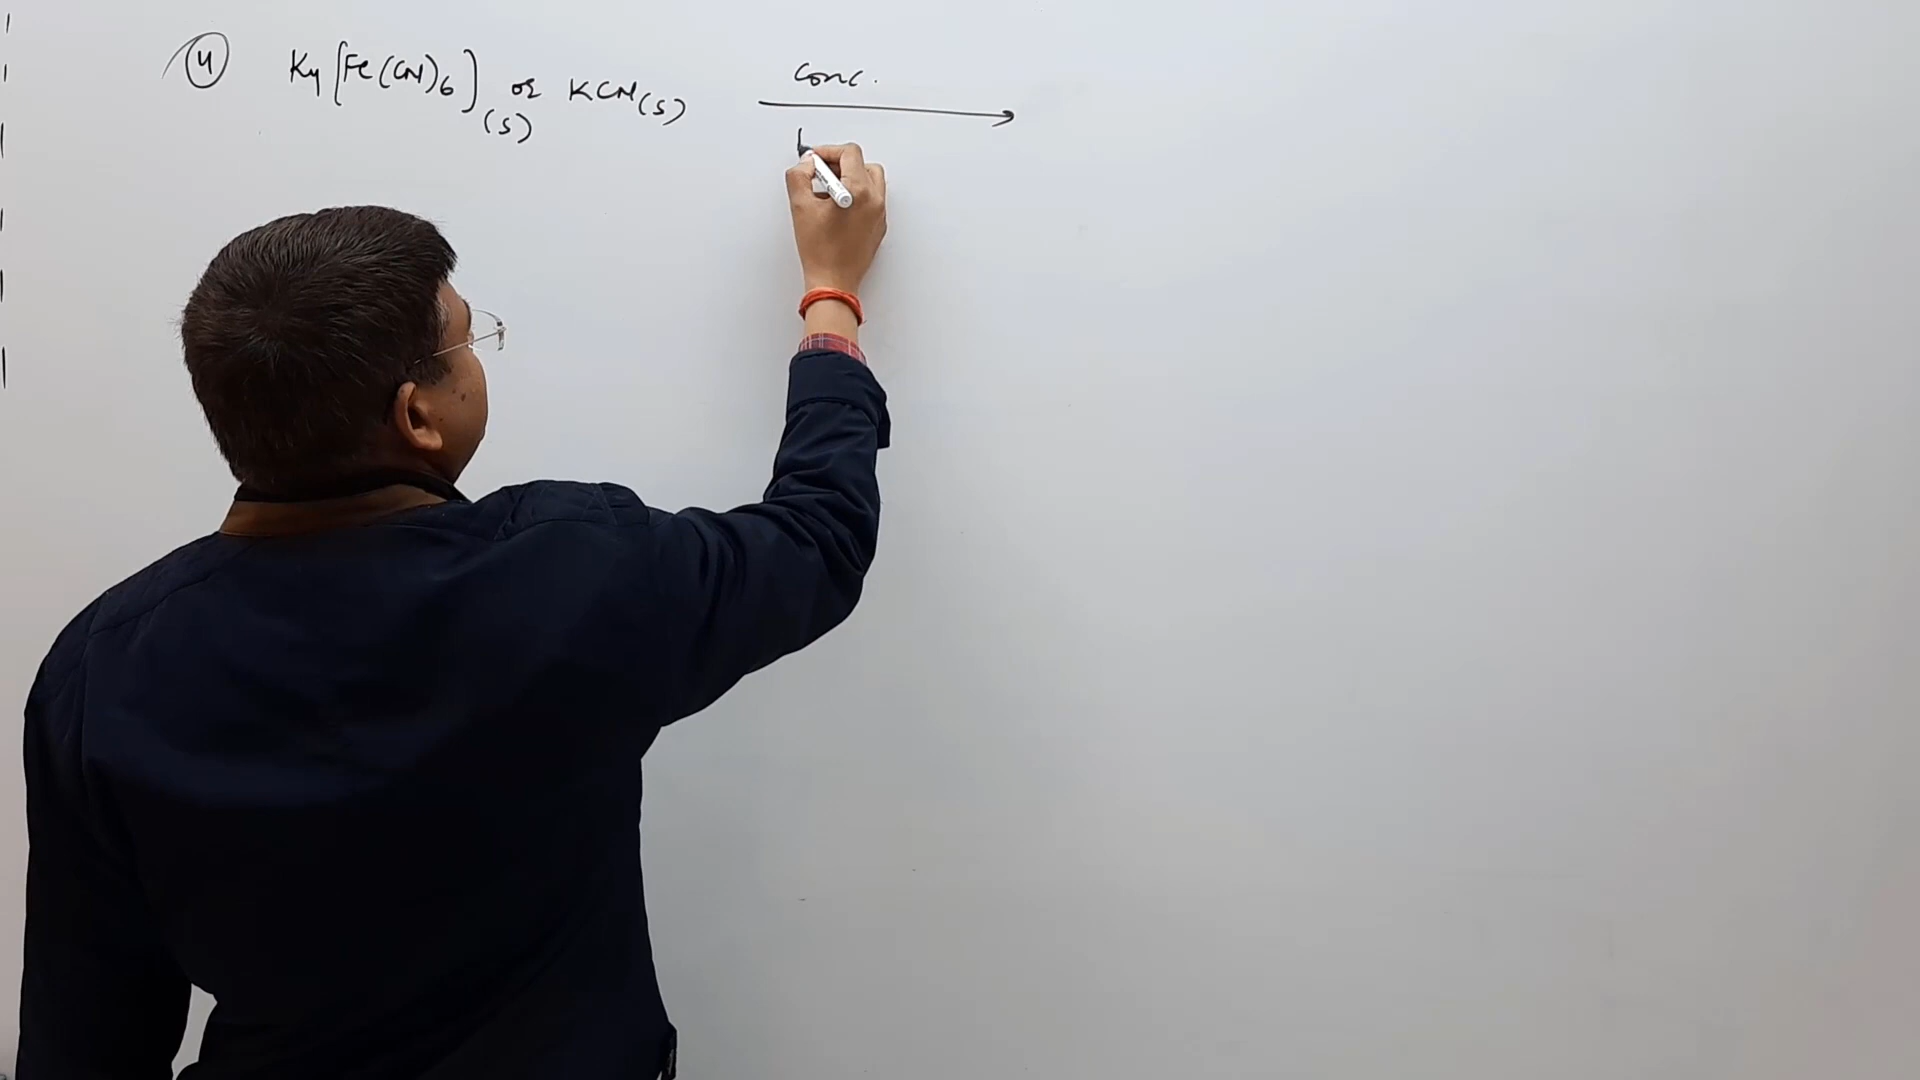 ④ K4[Fe(CN)6](s) or KCN(s) conc.